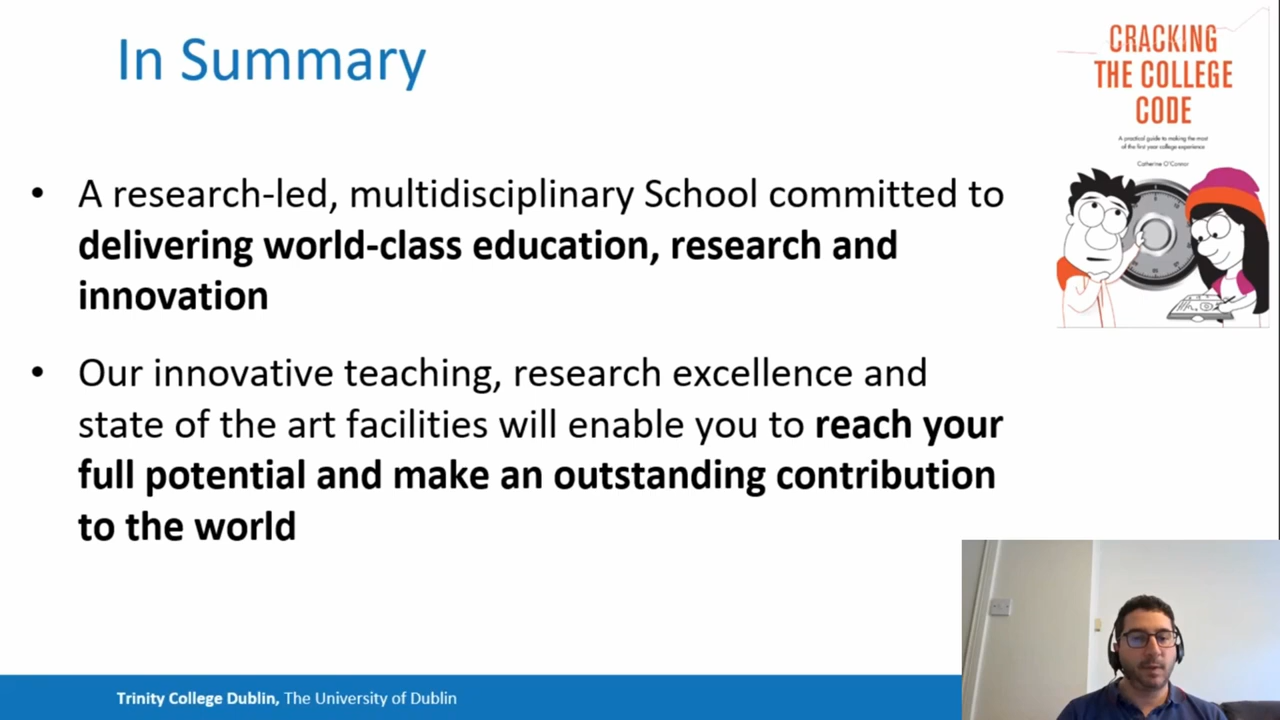 In Summary
• A research-led, multidisciplinary School committed to
delivering world-class education, research and
innovation
• Our innovative teaching, research excellence and
state of the art facilities will enable you to reach your
full potential and make an outstanding contribution
to the world
CRACKING
THE COLLEGE
CODE
A practical guide to making the most
of the first year college experience
Catherine O'Connor
Trinity College Dublin, The University of Dublin